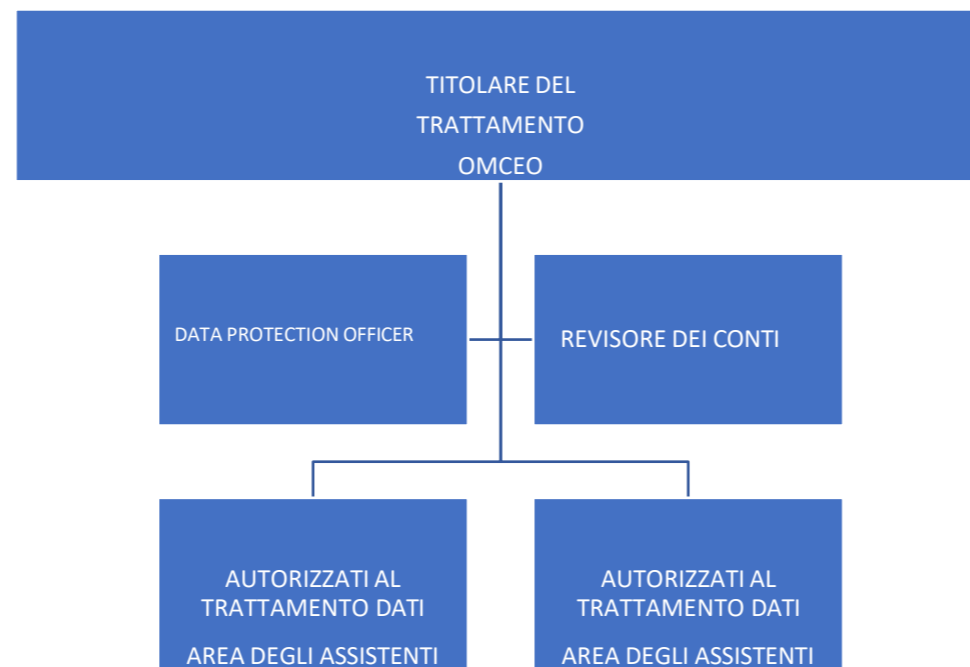 TITOLARE DEL
TRATTAMENTO
OMCEO
DATA PROTECTION OFFICER
REVISORE DEI CONTI
AUTORIZZATI AL
TRATTAMENTO DATI
AREA DEGLI ASSISTENTI
AUTORIZZATI AL
TRATTAMENTO DATI
AREA DEGLI ASSISTENTI